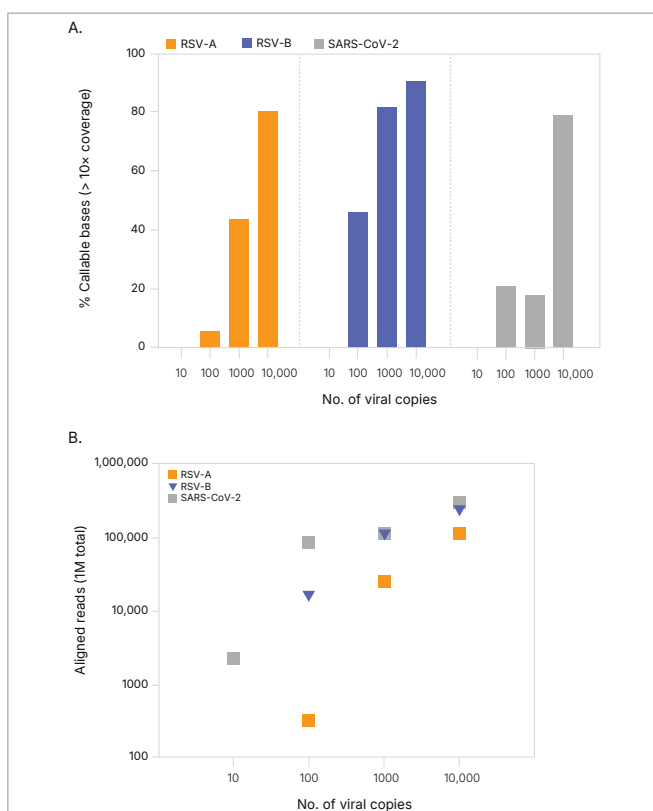 A.
RSV-A RSV-B SARS-CoV-2
100
80
60
40
20
0
% Callable bases (> 10× coverage)
10 100 1000 10,000 10 100 1000 10,000 10 100 1000 10,000
No. of viral copies
B.
1,000,000
100,000
10,000
1000
100
Aligned reads (1M total)
RSV-A
RSV-B
SARS-CoV-2
10 100 1000 10,000
No. of viral copies